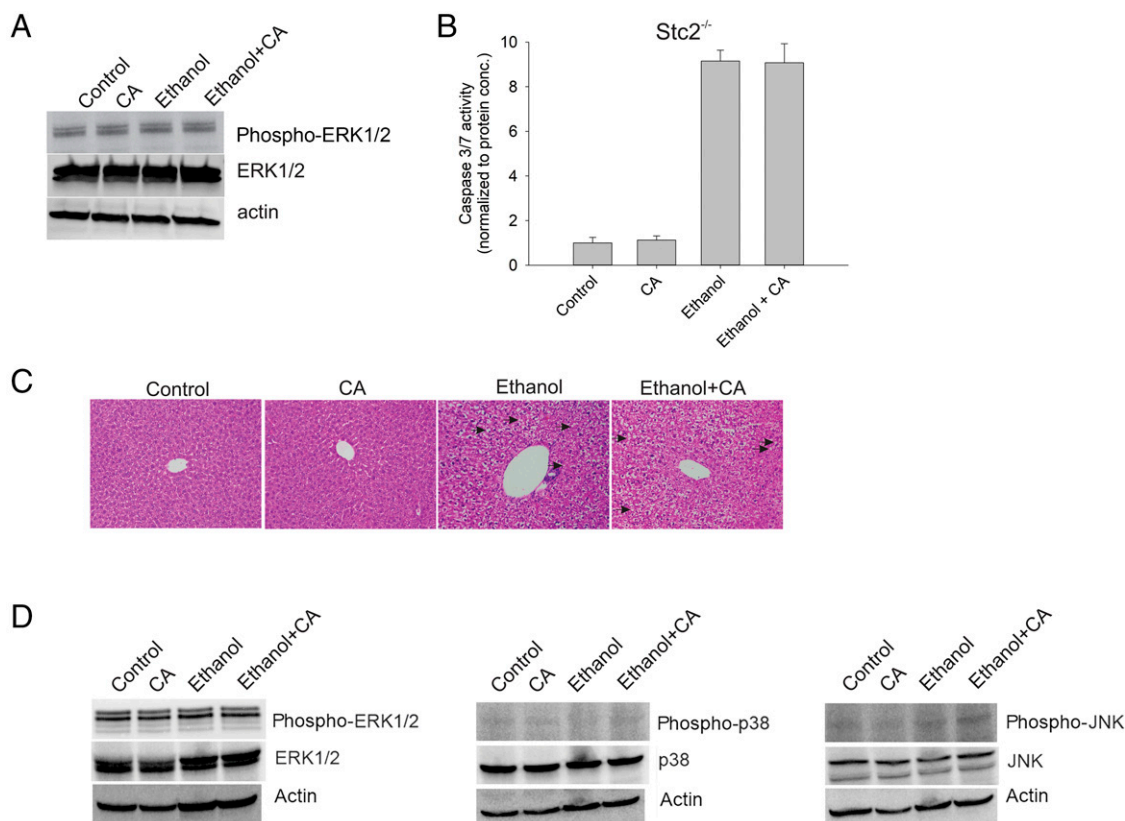 A
Control
CA
Ethanol
Ethanol+CA
Phospho-ERK1/2
ERK1/2
actin
B
Stc2-/-
Caspase 3/7 activity
(normalized to protein conc.)
10
8
6
4
2
0
Control
CA
Ethanol
Ethanol + CA
C
Control
CA
Ethanol
Ethanol+CA
D
Control
CA
Ethanol
Ethanol+CA
Phospho-ERK1/2
ERK1/2
Actin
Control
CA
Ethanol
Ethanol+CA
Phospho-p38
p38
Actin
Control
CA
Ethanol
Ethanol+CA
Phospho-JNK
JNK
Actin